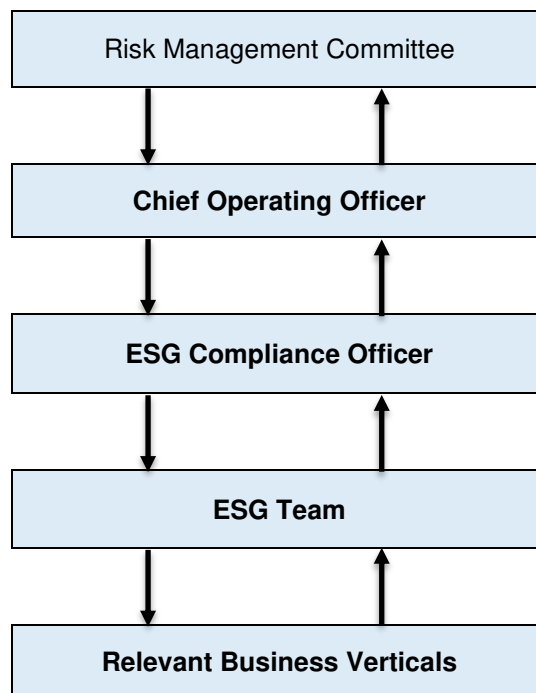 Risk Management Committee
Chief Operating Officer
ESG Compliance Officer
ESG Team
Relevant Business Verticals